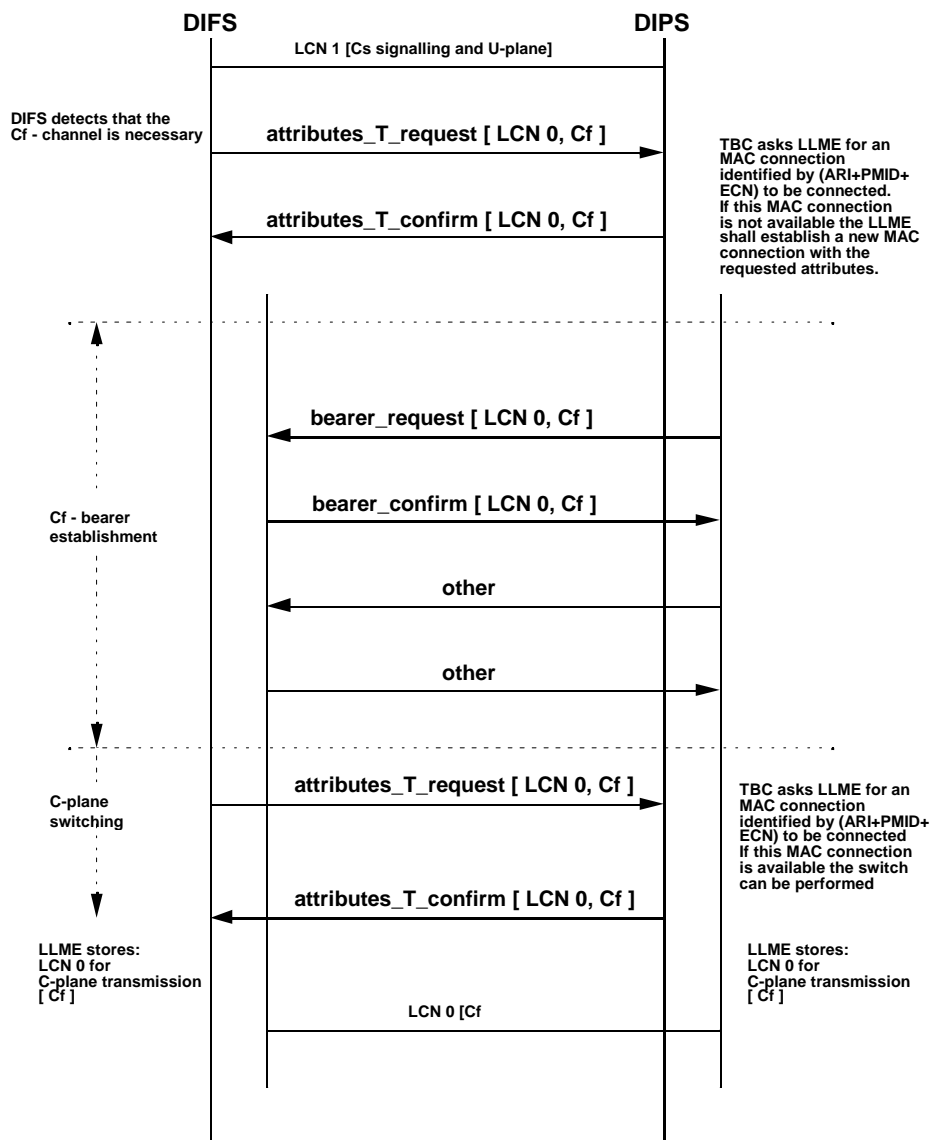 DIFS
DIPS
LCN 1 [Cs signalling and U-plane]
DIFS detects that the
Cf - channel is necessary
attributes_T_request [ LCN 0, Cf ]
TBC asks LLME for an
MAC connection
identified by (ARI+PMID+
ECN) to be connected.
If this MAC connection
is not available the LLME
shall establish a new MAC
connection with the
requested attributes.
attributes_T_confirm [ LCN 0, Cf ]
bearer_request [ LCN 0, Cf ]
bearer_confirm [ LCN 0, Cf ]
Cf - bearer
establishment
other
other
attributes_T_request [ LCN 0, Cf ]
C-plane
switching
TBC asks LLME for an
MAC connection
identified by (ARI+PMID+
ECN) to be connected
If this MAC connection
is available the switch
can be performed
attributes_T_confirm [ LCN 0, Cf ]
LLME stores:
LCN 0 for
C-plane transmission
[ Cf ]
LLME stores:
LCN 0 for
C-plane transmission
[ Cf ]
LCN 0 [Cf